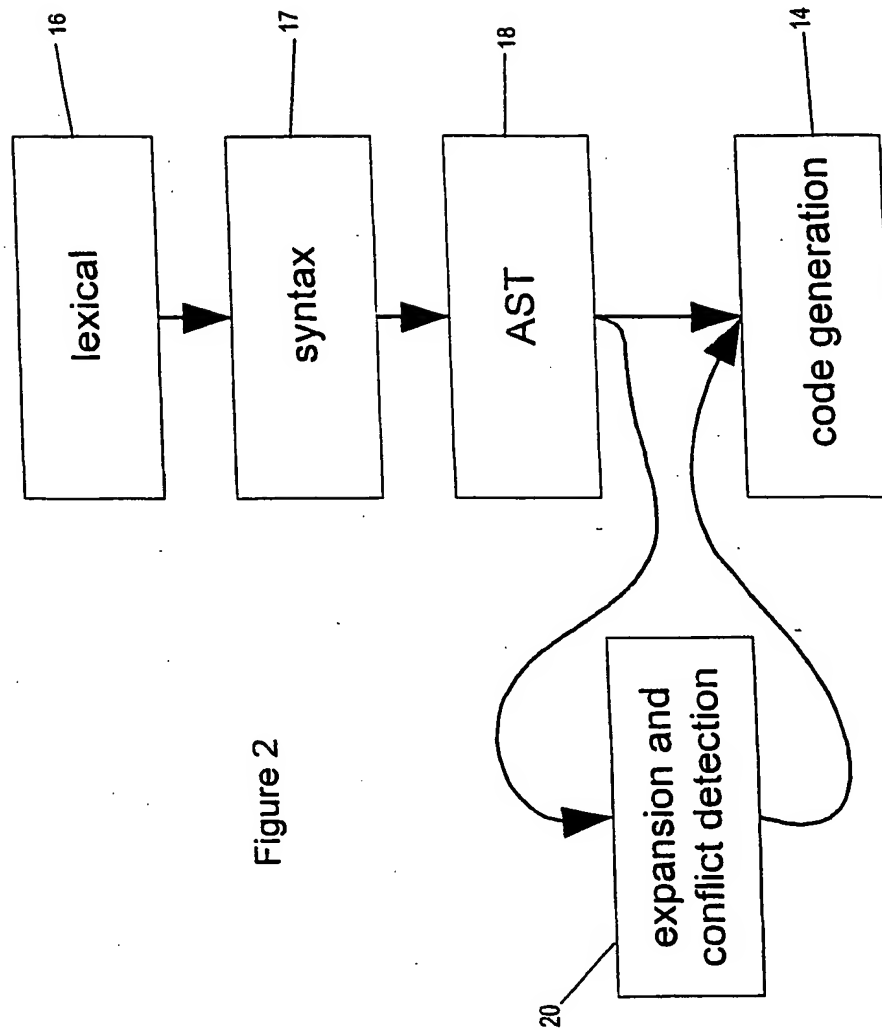 16
lexical
17
syntax
18
AST
14
code generation
20
expansion and
conflict detection
Figure 2